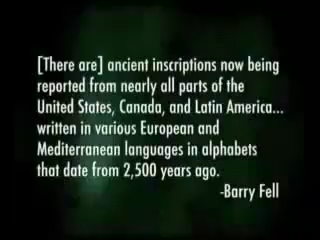 [There are] ancient inscriptions now being
reported from nearly all parts of the
United States, Canada, and Latin America...
written in various European and
Mediterranean languages in alphabets
that date from 2,500 years ago.
-Barry Fell